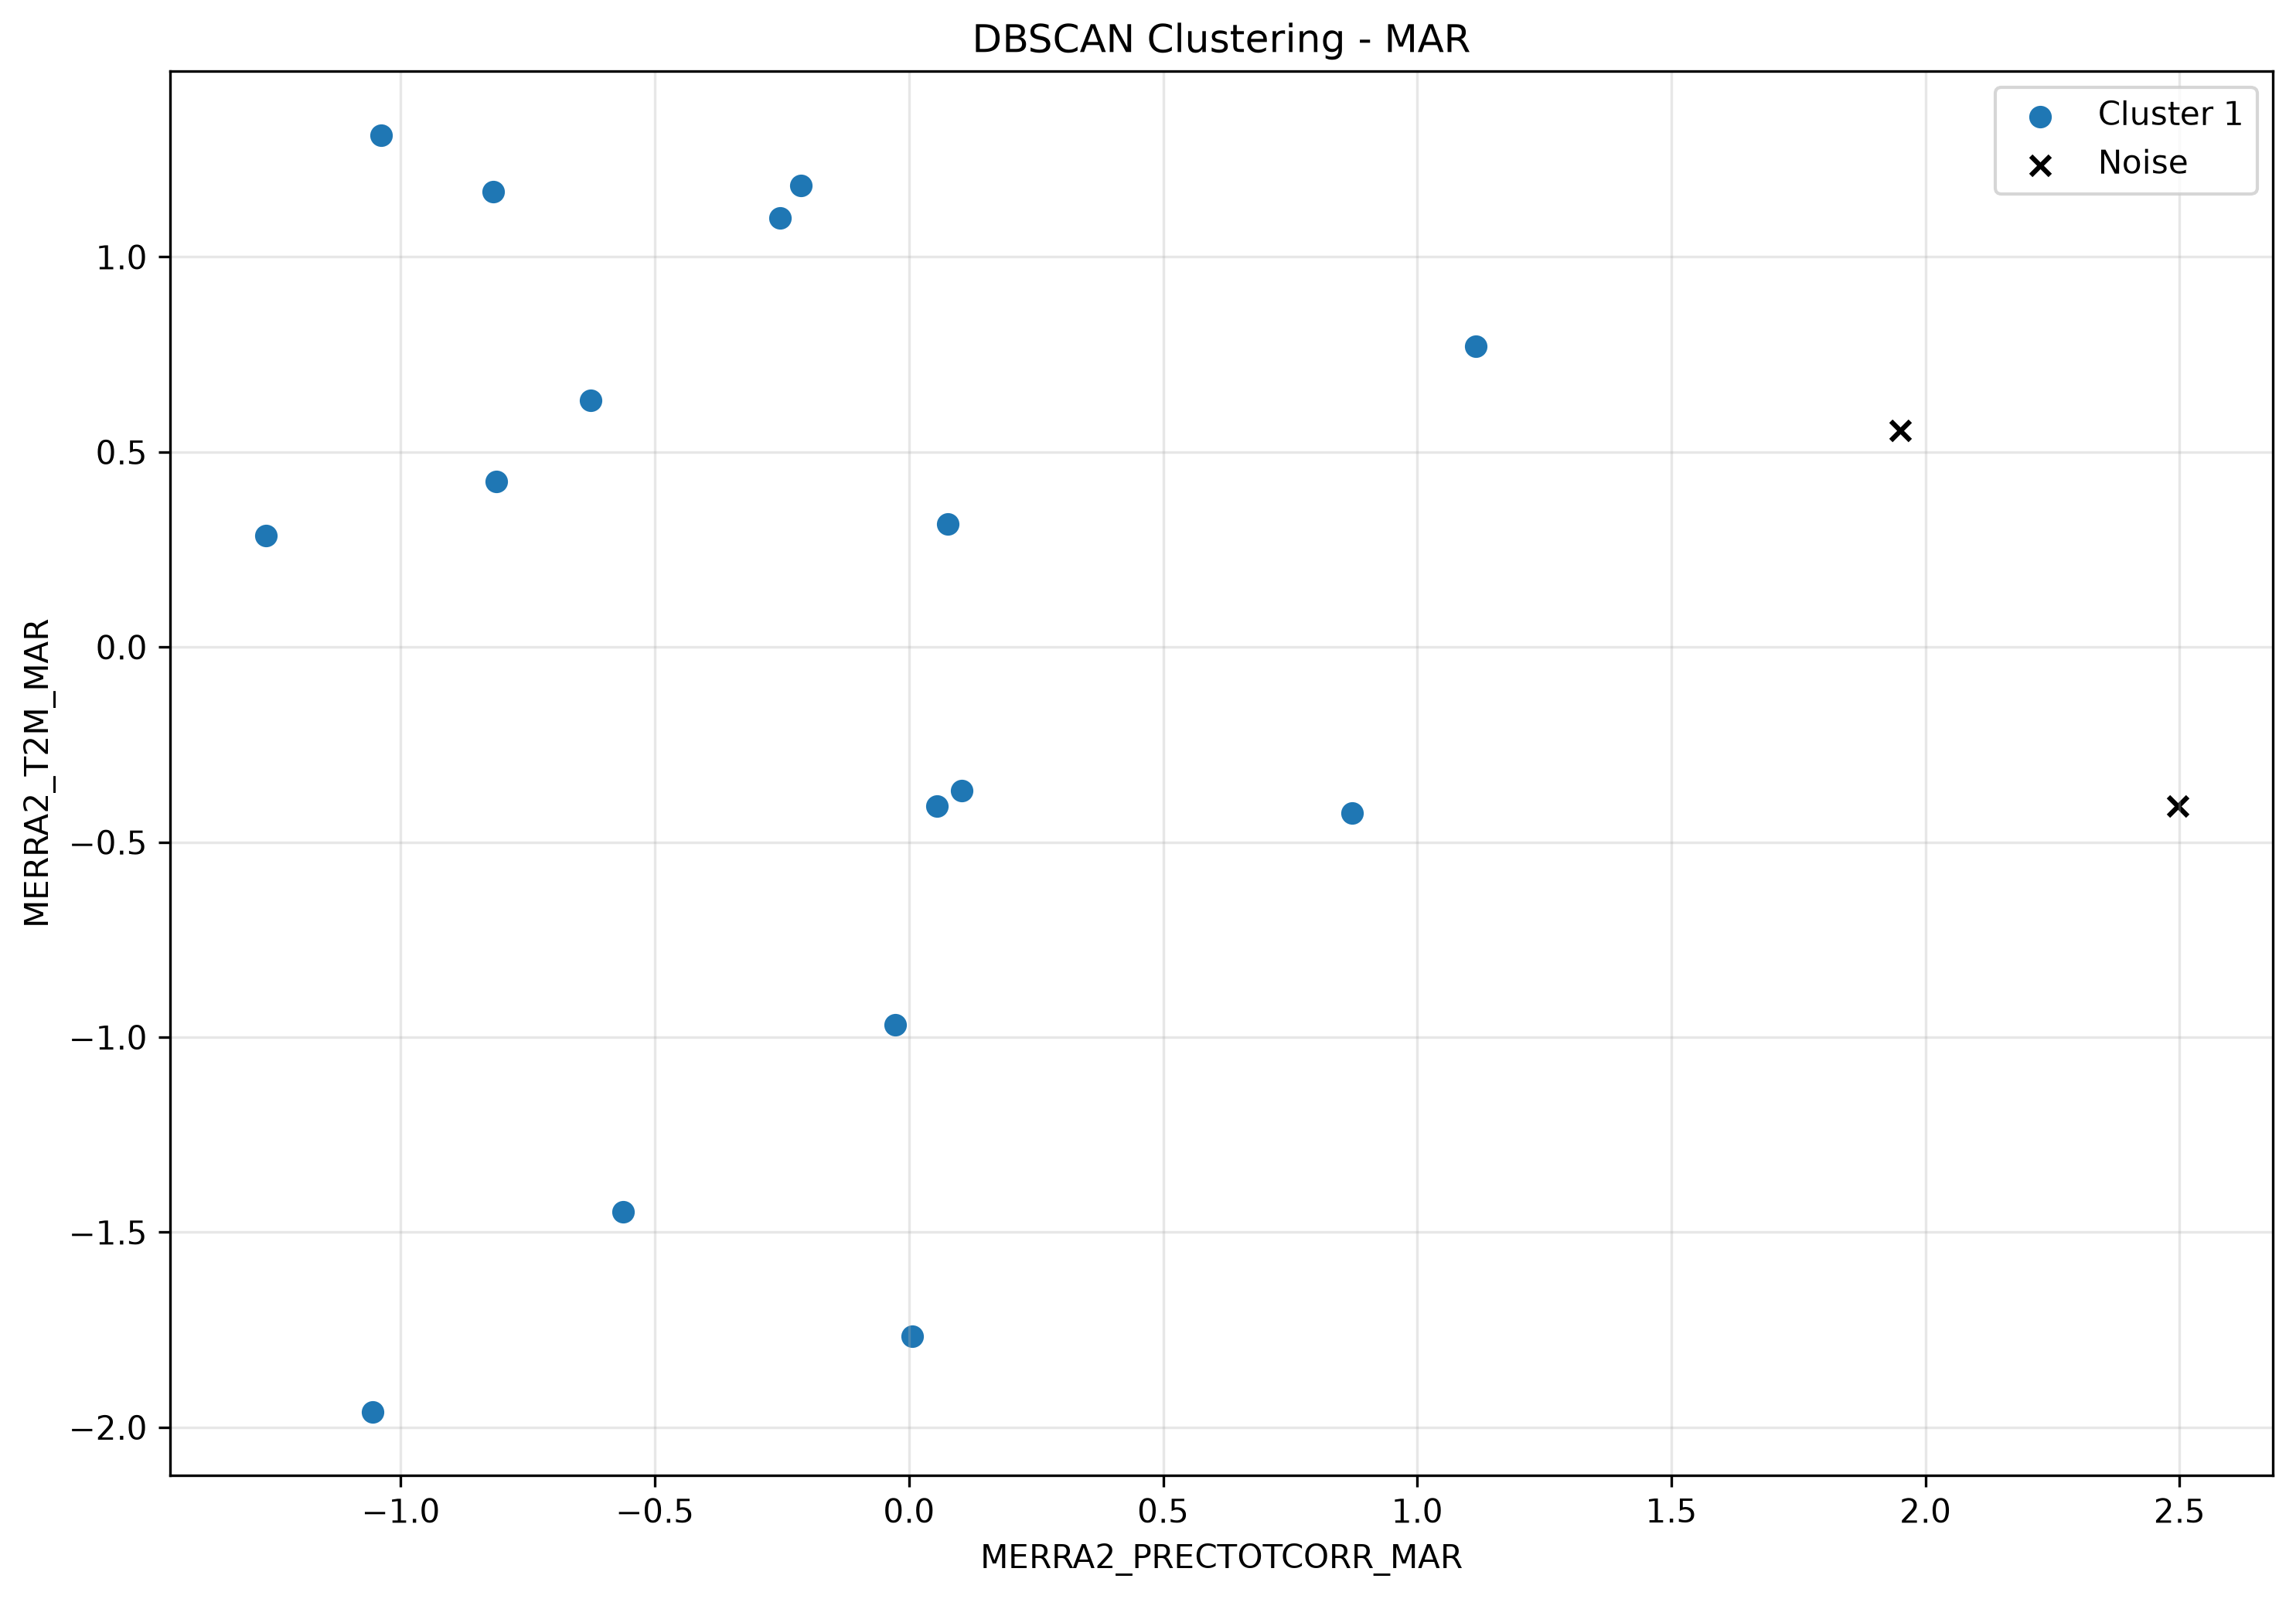 DBSCAN Clustering - MAR
Cluster 1
Noise
1.0
0.5
0.0
−0.5
−1.0
−1.5
−2.0
MERRA2_T2M_MAR
−1.0 −0.5 0.0 0.5 1.0 1.5 2.0 2.5
MERRA2_PRECTOTCORR_MAR